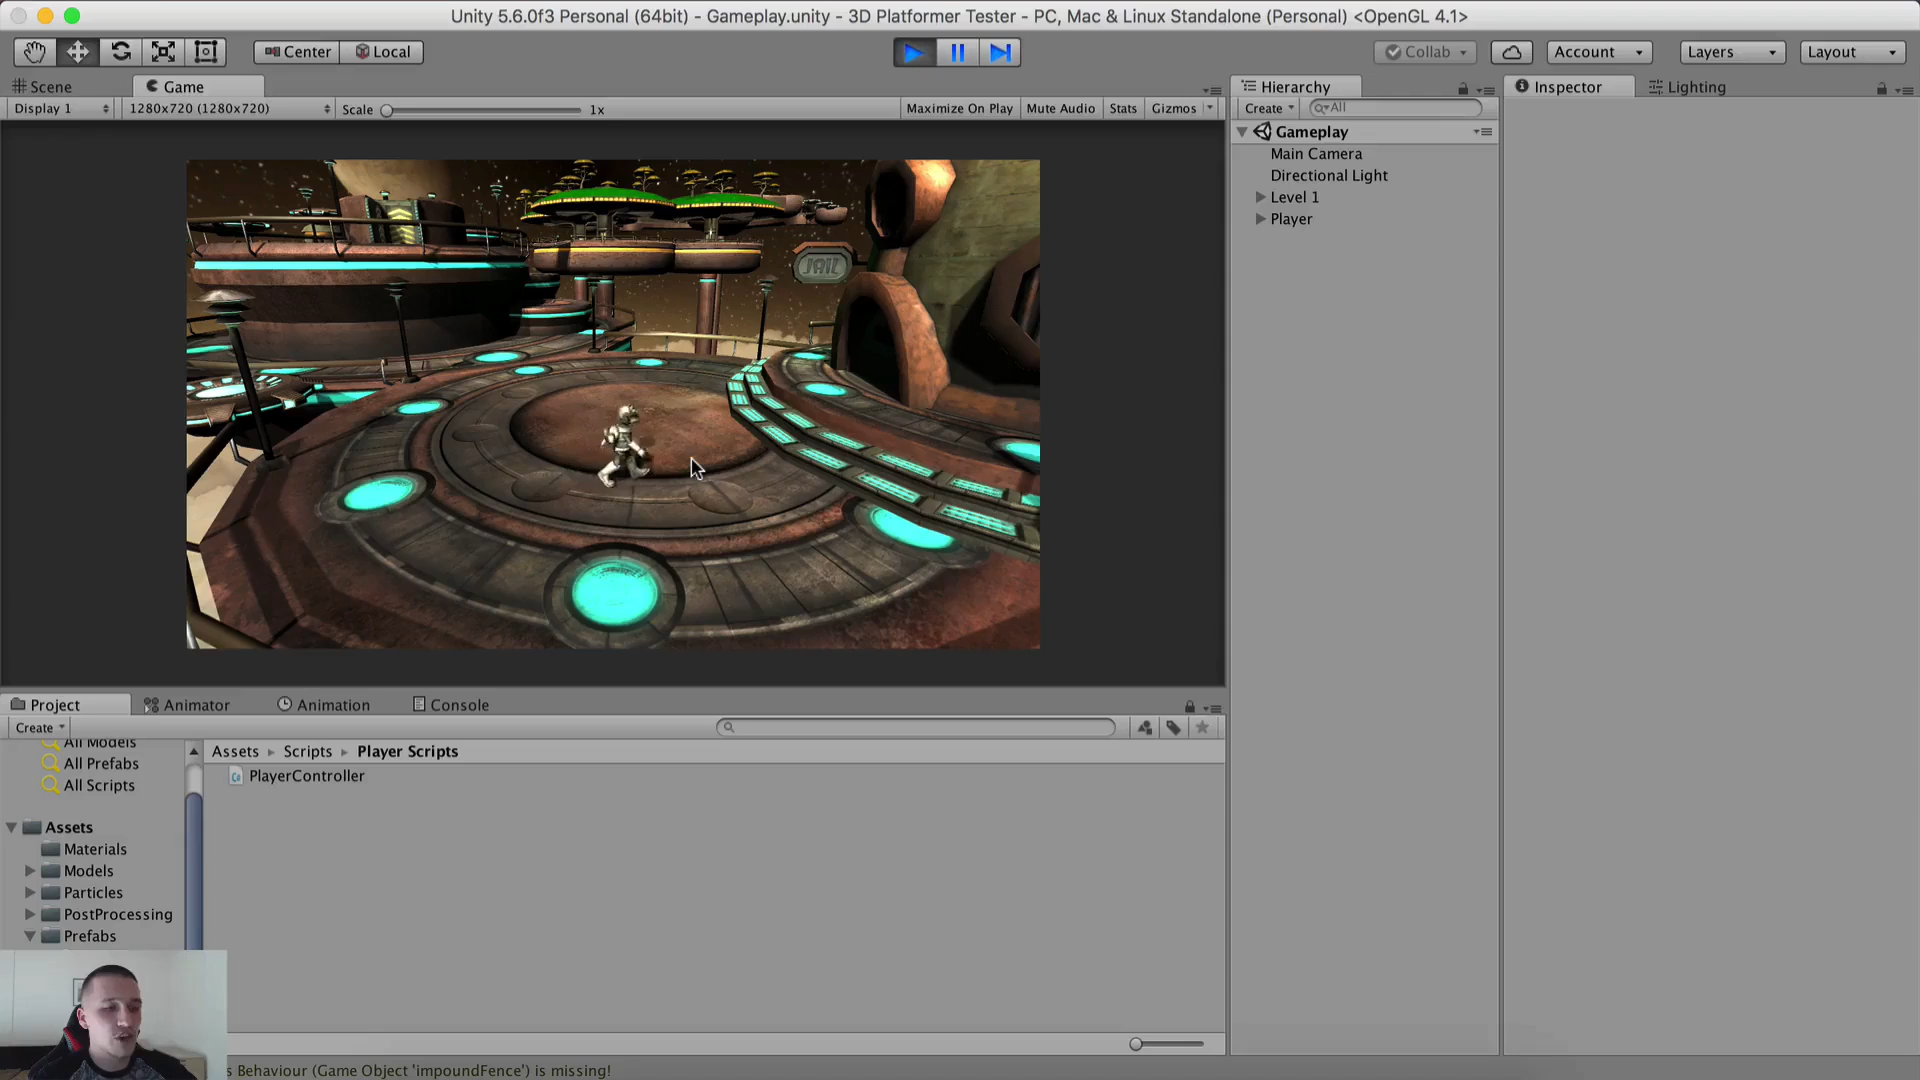 Unity 5.6.0f3 Personal (64bit) - Gameplay.unity - 3D Platformer Tester - PC, Mac & Linux Standalone (Personal) <OpenGL 4.1>
Center Local Collab Account Layers Layout
Scene Game Hierarchy Inspector Lighting
Display 1 1280x720 (1280x720) Scale 1x Maximize On Play Mute Audio Stats Gizmos Create All
Gameplay
Main Camera
Directional Light
Level 1
Player
JAIL
Project Animator Animation Console
Create
All Models
All Prefabs
All Scripts
Assets
Materials
Models
Particles
PostProcessing
Prefabs
Assets Scripts Player Scripts
PlayerController
s Behaviour (Game Object 'impoundFence') is missing!